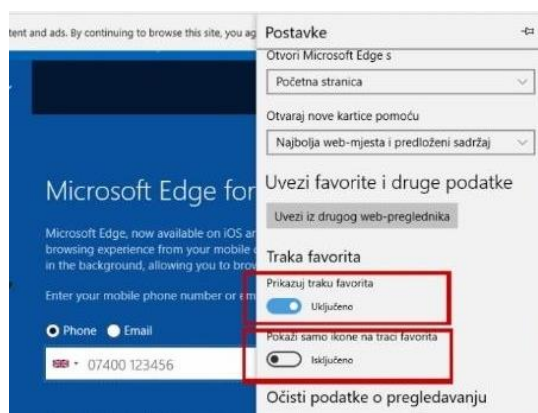 tent and ads. By continuing to browse this site, you ag
Microsoft Edge for
Microsoft Edge, now available on iOS an
browsing experience from your mobile
in the background, allowing you to brow
Enter your mobile phone number or em
Phone Email
07400 123456
Postavke
Otvori Microsoft Edge s
Početna stranica
Otvaraj nove kartice pomoću
Najbolja web-mjesta i predloženi sadržaj
Uvezi favorite i druge podatke
Uvezi iz drugog web-preglednika
Traka favorita
Prikazuj traku favorita
Uključeno
Pokaži samo ikone na traci favorita
Isključeno
Očisti podatke o pregledavanju